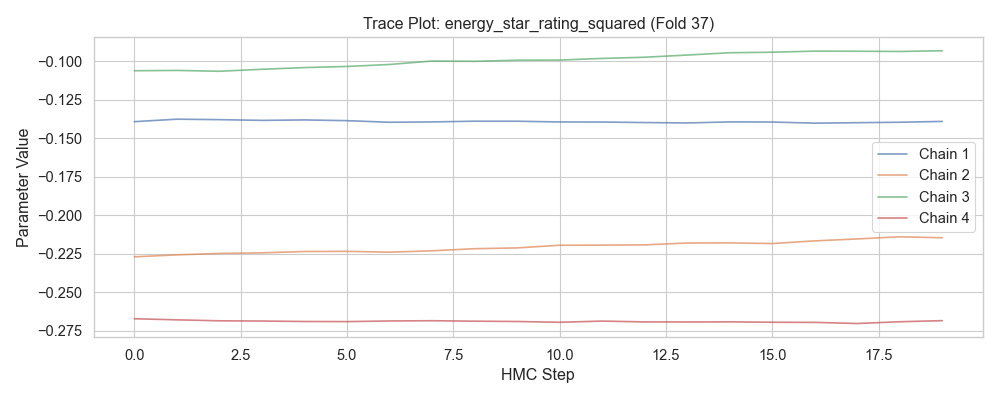 Trace Plot: energy_star_rating_squared (Fold 37)
Parameter Value
−0.100
−0.125
−0.150
−0.175
−0.200
−0.225
−0.250
−0.275
Chain 1
Chain 2
Chain 3
Chain 4
0.0 2.5 5.0 7.5 10.0 12.5 15.0 17.5
HMC Step